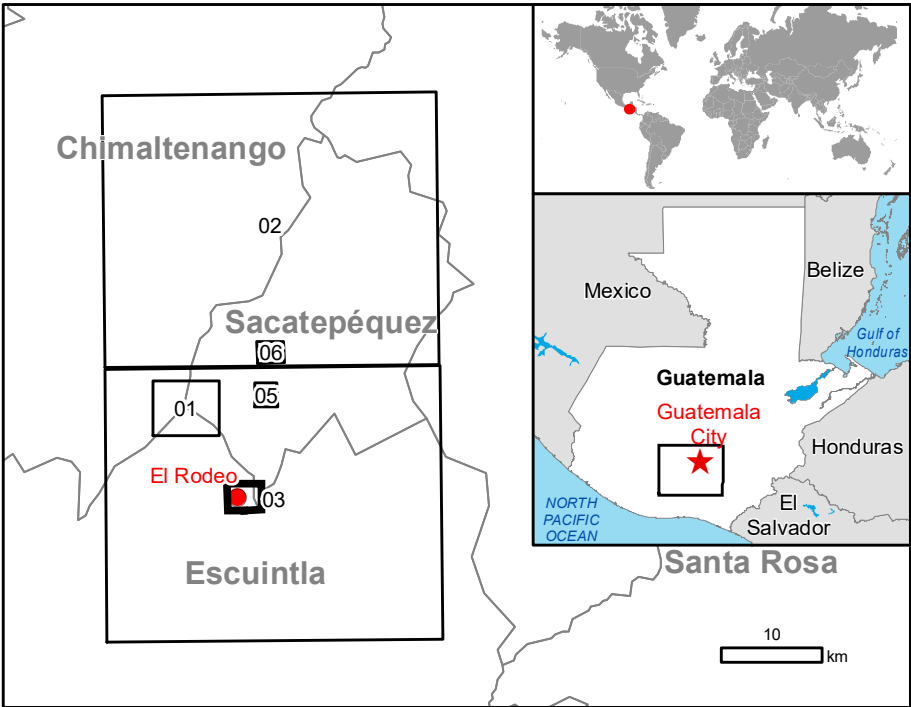 Chimaltenango
02
Sacatepéquez
06
05
01
El Rodeo
03
Escuintla
Santa Rosa
10
km
Mexico
Belize
Gulf of
Honduras
Guatemala
Guatemala
City
Honduras
NORTH
PACIFIC
OCEAN
El
Salvador